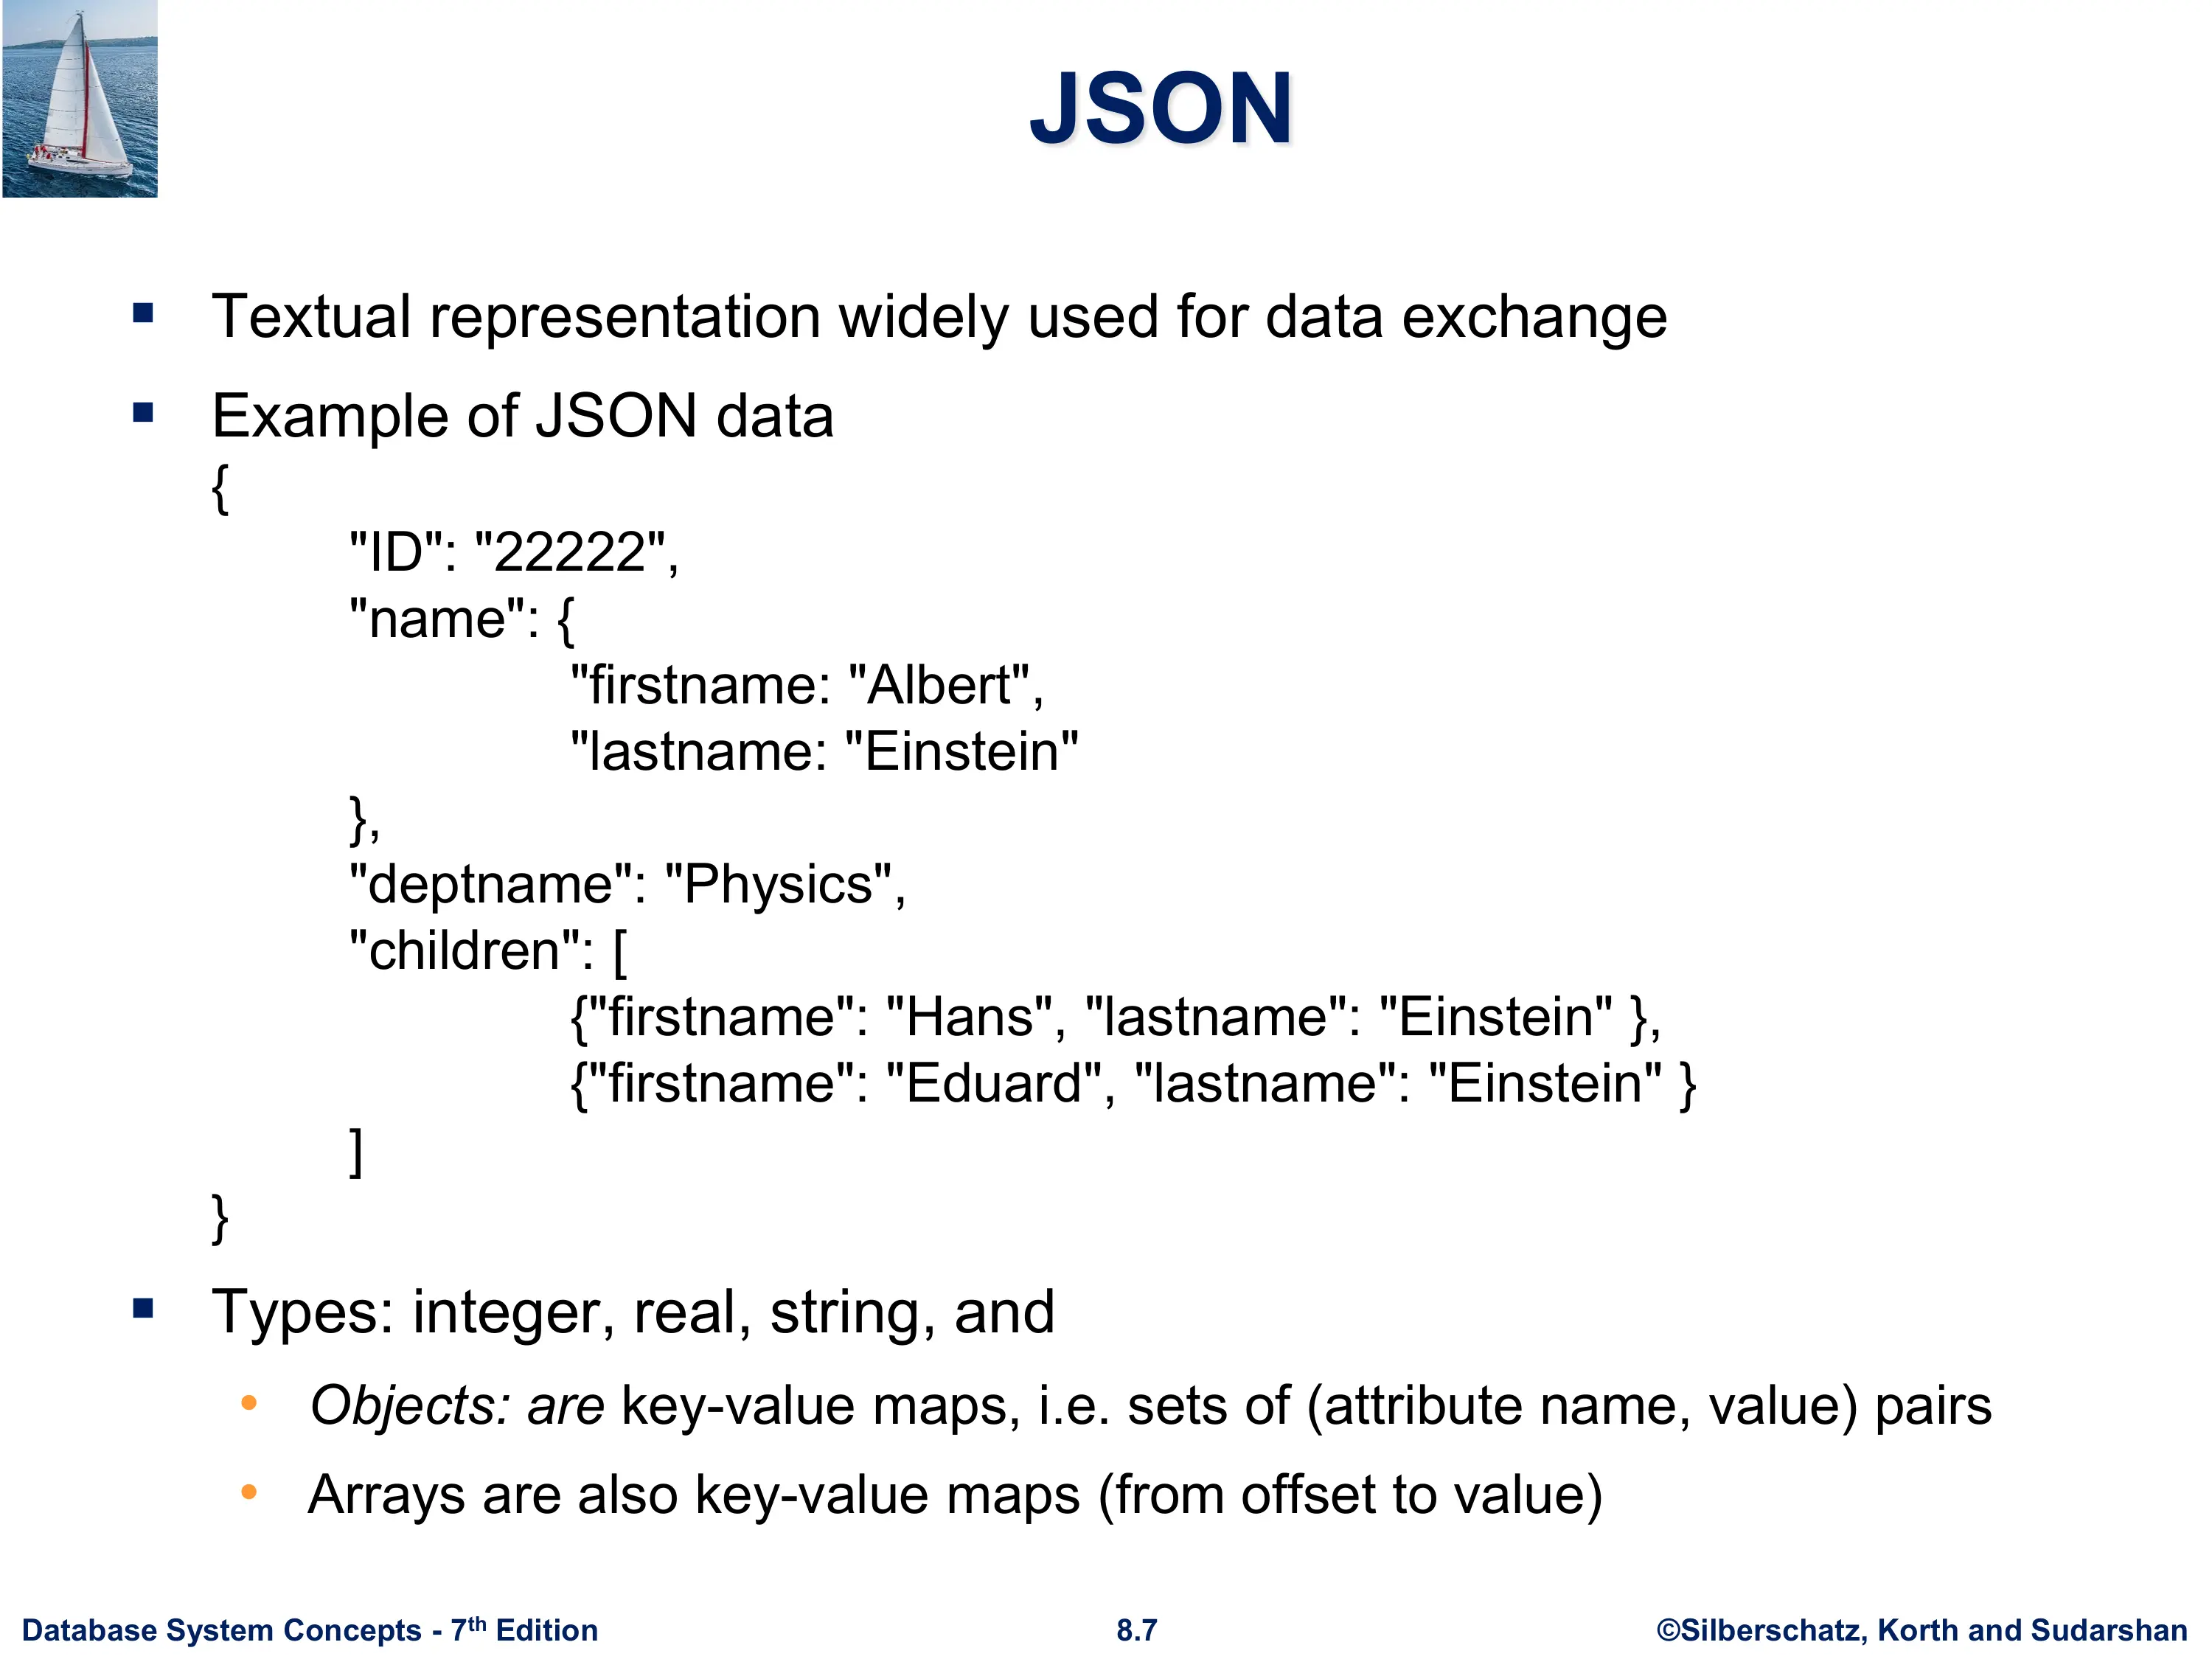 JSON
▪ Textual representation widely used for data exchange
▪ Example of JSON data
{
"ID": "22222",
"name": {
"firstname: "Albert",
"lastname: "Einstein"
},
"deptname": "Physics",
"children": [
{"firstname": "Hans", "lastname": "Einstein" },
{"firstname": "Eduard", "lastname": "Einstein" }
]
}
▪ Types: integer, real, string, and
• Objects: are key-value maps, i.e. sets of (attribute name, value) pairs
• Arrays are also key-value maps (from offset to value)
Database System Concepts - 7th Edition 8.7 ©Silberschatz, Korth and Sudarshan